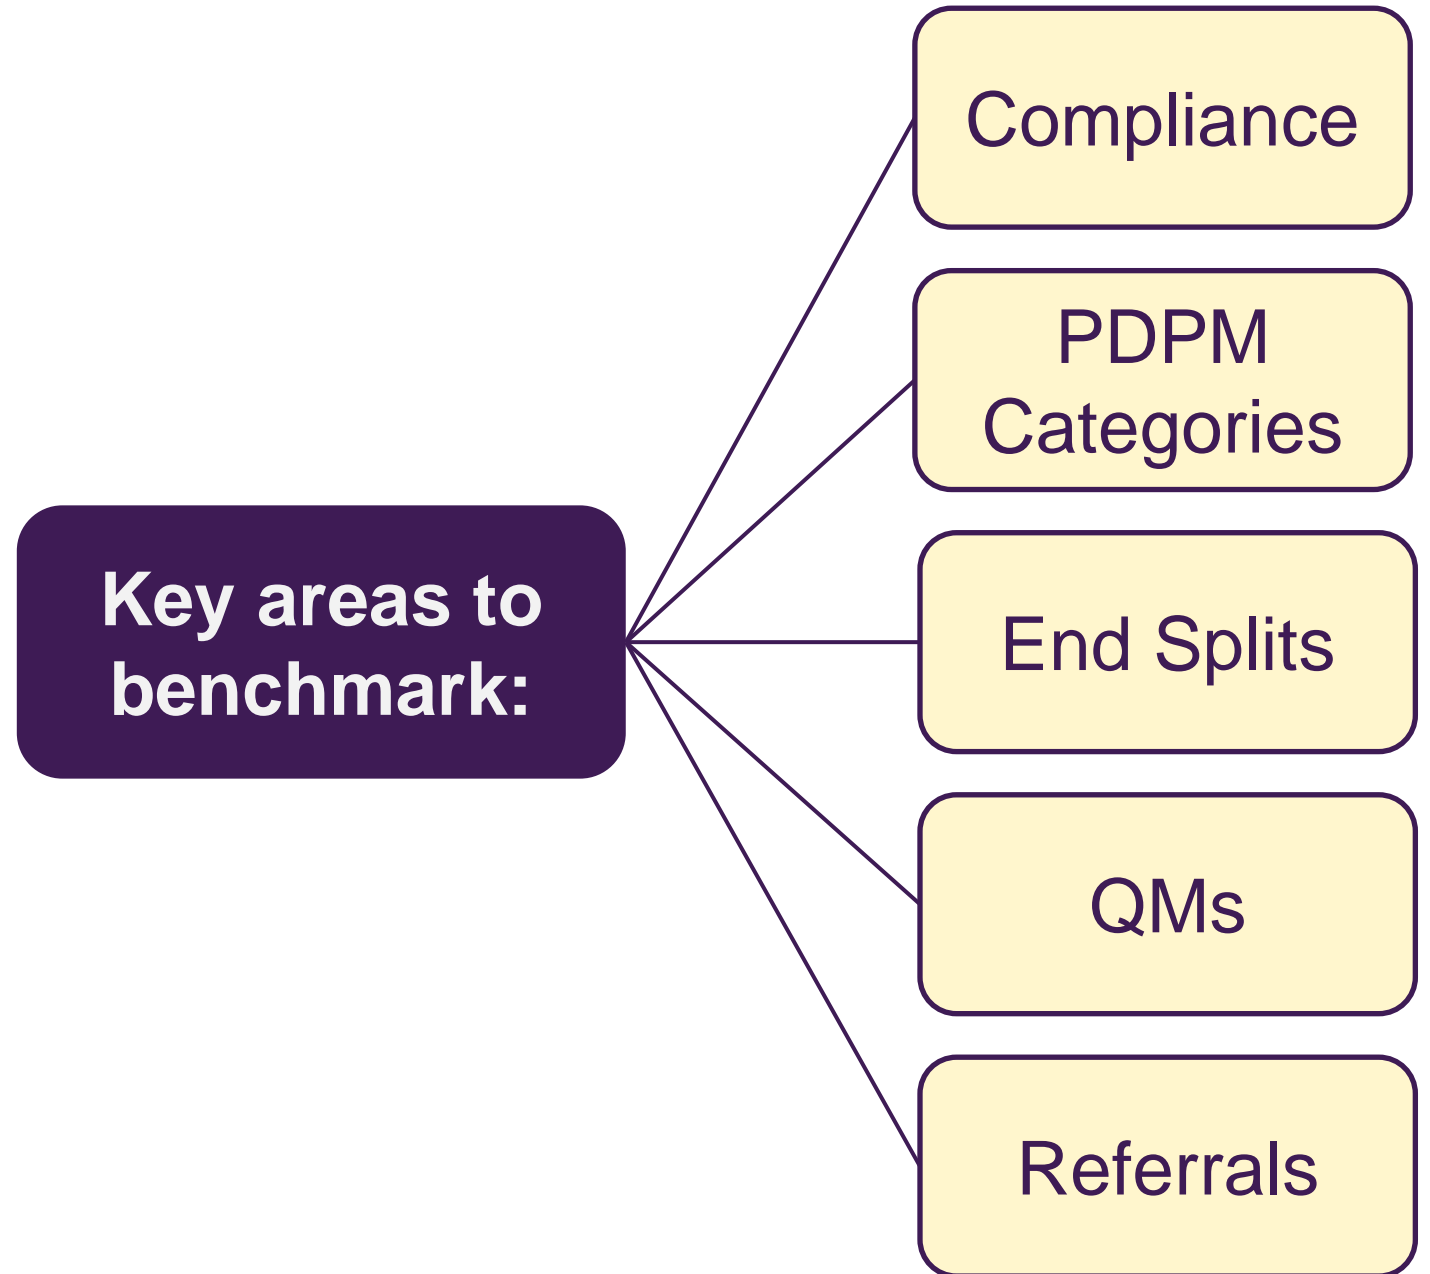 Key areas to
benchmark:
Compliance
PDPM
Categories
End Splits
QMs
Referrals